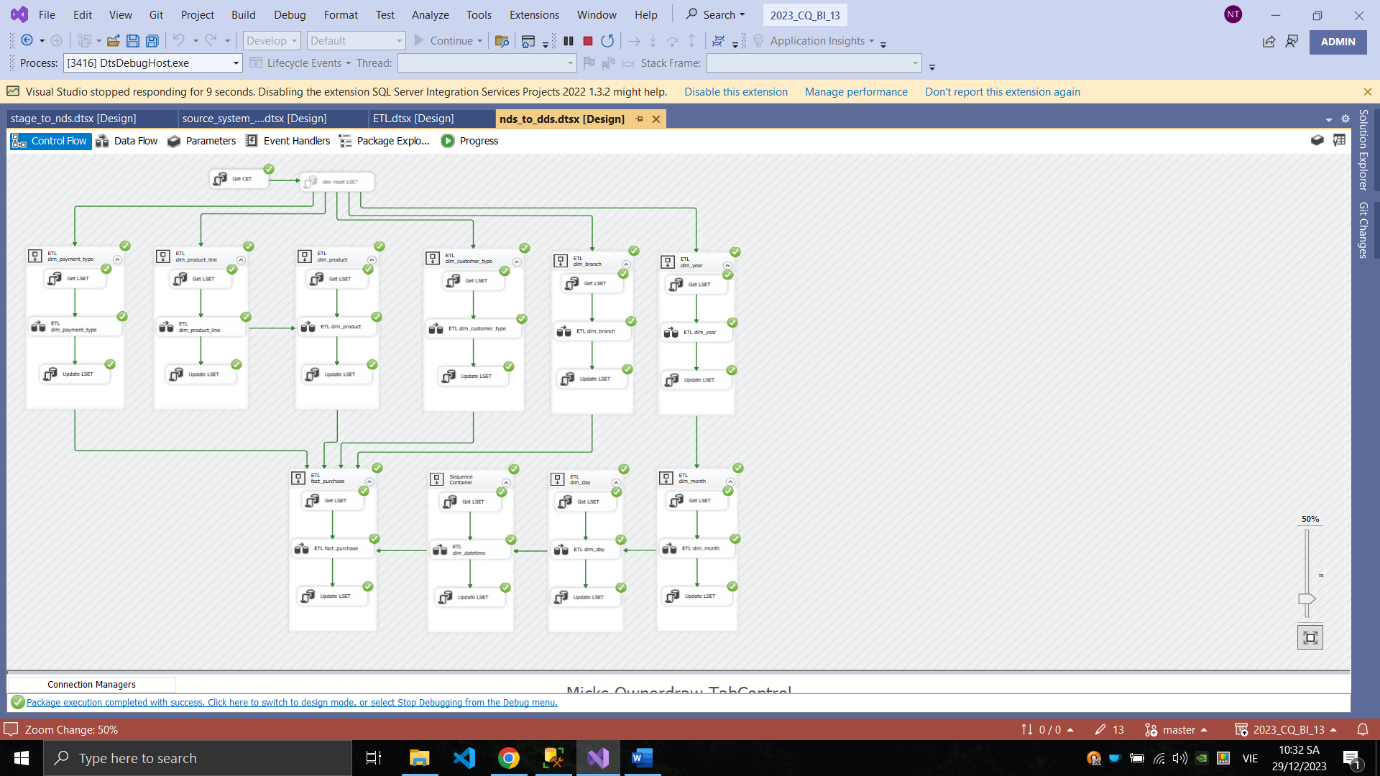 File Edit View Git Project Build Debug Format Test Analyze Tools Extensions Window Help Search 2023_CQ_BI_13 NT
Develop Default Continue Application Insights ADMIN
Process: [3416] DtsDebugHost.exe Lifecycle Events Thread: Stack Frame:
Visual Studio stopped responding for 9 seconds. Disabling the extension SQL Server Integration Services Projects 2022 1.3.2 might help. Disable this extension Manage performance Don't report this extension again
stage_to_nds.dtsx [Design] source_system_....dtsx [Design] ETL.dtsx [Design] nds_to_dds.dtsx [Design]
Control Flow Data Flow Parameters Event Handlers Package Explo... Progress
Solution Explorer
Git Changes
Get CET
dev reset LSET
ETL
dim_payment_type
Get LSET
ETL
dim_payment_type
Update LSET
ETL
dim_product_line
Get LSET
ETL
dim_product_line
Update LSET
ETL
dim_product
Get LSET
ETL dim_product
Update LSET
ETL
dim_customer_type
Get LSET
ETL dim_customer_type
Update LSET
ETL
dim_branch
Get LSET
ETL dim_branch
Update LSET
ETL
dim_year
Get LSET
ETL dim_year
Update LSET
ETL
fact_purchase
Get LSET
ETL fact_purchase
Update LSET
Sequence
Container
Get LSET
ETL
dim_datetime
Update LSET
ETL
dim_day
Get LSET
ETL dim_day
Update LSET
ETL
dim_month
Get LSET
ETL dim_month
Update LSET
50%
Connection Managers
Micks Ownerdraw TabControl
Package execution completed with success. Click here to switch to design mode, or select Stop Debugging from the Debug menu.
Zoom Change: 50% 0 / 0 13 master 2023_CQ_BI_13
Type here to search
VIE
10:32 SA
29/12/2023
1